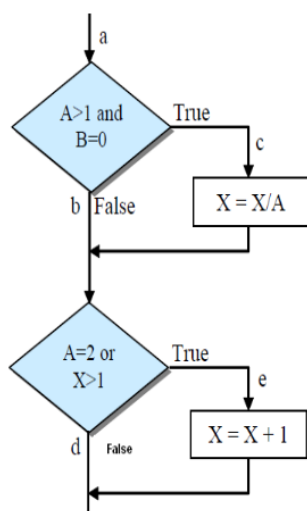 a
A>1 and
B=0
True
c
X = X/A
b False
A=2 or
X>1
True
e
X = X + 1
d False